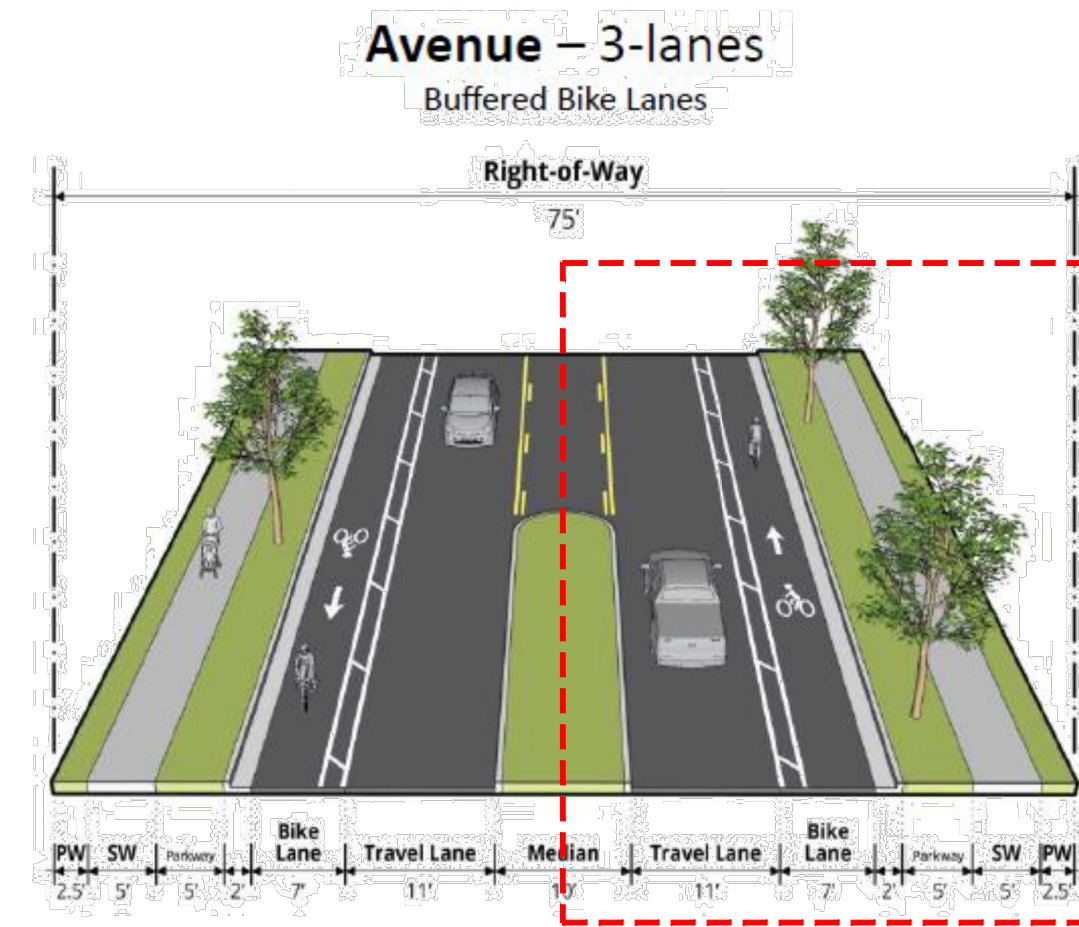 Avenue – 3-lanes
Buffered Bike Lanes
Right-of-Way
75'
PW SW Parkway Bike Lane Travel Lane Median Travel Lane Bike Lane Parkway SW PW
2.5' 5' 5' 2' 7' 11' 10' 11' 7' 2' 5' 5' 2.5'